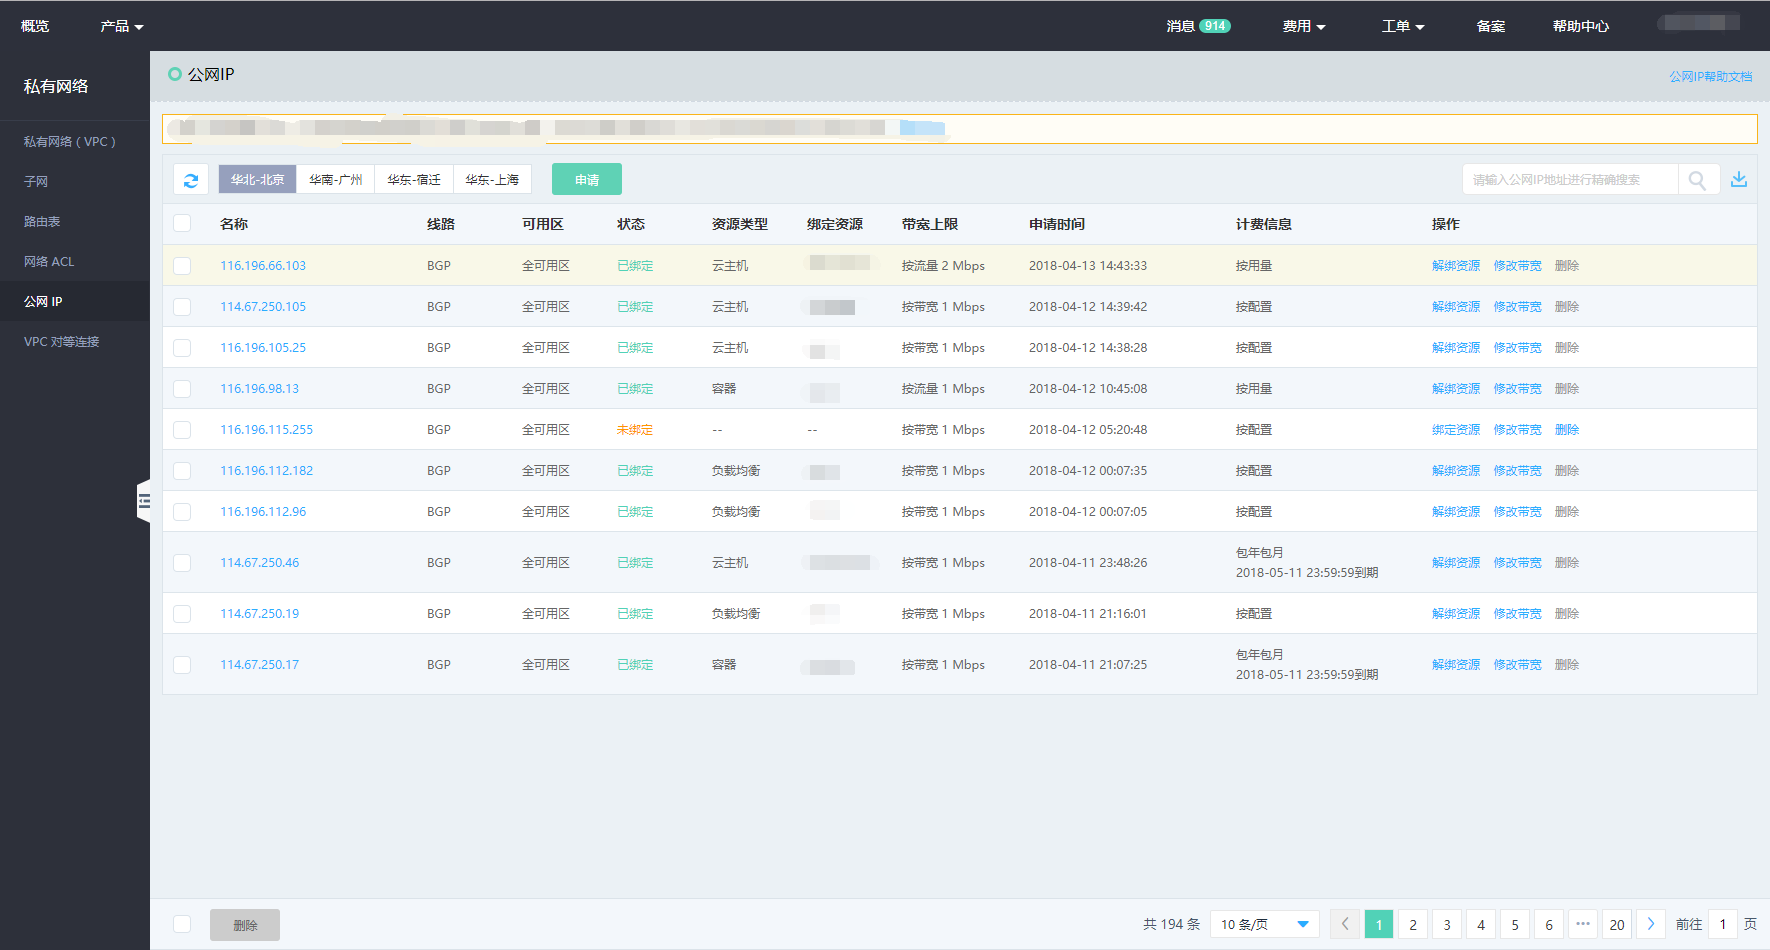 概览 产品 消息 914 费用 工单 备案 帮助中心
私有网络
私有网络（VPC）
子网
路由表
网络 ACL
公网 IP
VPC 对等连接
公网IP 公网IP帮助文档
华北-北京 华南-广州 华东-宿迁 华东-上海 申请 请输入公网IP地址进行精确搜索
名称 线路 可用区 状态 资源类型 绑定资源 带宽上限 申请时间 计费信息 操作
116.196.66.103 BGP 全可用区 已绑定 云主机 按流量 2 Mbps 2018-04-13 14:43:33 按用量 解绑资源 修改带宽 删除
114.67.250.105 BGP 全可用区 已绑定 云主机 按带宽 1 Mbps 2018-04-12 14:39:42 按配置 解绑资源 修改带宽 删除
116.196.105.25 BGP 全可用区 已绑定 云主机 按带宽 1 Mbps 2018-04-12 14:38:28 按配置 解绑资源 修改带宽 删除
116.196.98.13 BGP 全可用区 已绑定 容器 按流量 1 Mbps 2018-04-12 10:45:08 按用量 解绑资源 修改带宽 删除
116.196.115.255 BGP 全可用区 未绑定 -- -- 按带宽 1 Mbps 2018-04-12 05:20:48 按配置 绑定资源 修改带宽 删除
116.196.112.182 BGP 全可用区 已绑定 负载均衡 按带宽 1 Mbps 2018-04-12 00:07:35 按配置 解绑资源 修改带宽 删除
116.196.112.96 BGP 全可用区 已绑定 负载均衡 按带宽 1 Mbps 2018-04-12 00:07:05 按配置 解绑资源 修改带宽 删除
114.67.250.46 BGP 全可用区 已绑定 云主机 按带宽 1 Mbps 2018-04-11 23:48:26 包年包月 解绑资源 修改带宽 删除
2018-05-11 23:59:59到期
114.67.250.19 BGP 全可用区 已绑定 负载均衡 按带宽 1 Mbps 2018-04-11 21:16:01 按配置 解绑资源 修改带宽 删除
114.67.250.17 BGP 全可用区 已绑定 容器 按带宽 1 Mbps 2018-04-11 21:07:25 包年包月 解绑资源 修改带宽 删除
2018-05-11 23:59:59到期
删除 共 194 条 10 条/页 1 2 3 4 5 6 ••• 20 前往 1 页